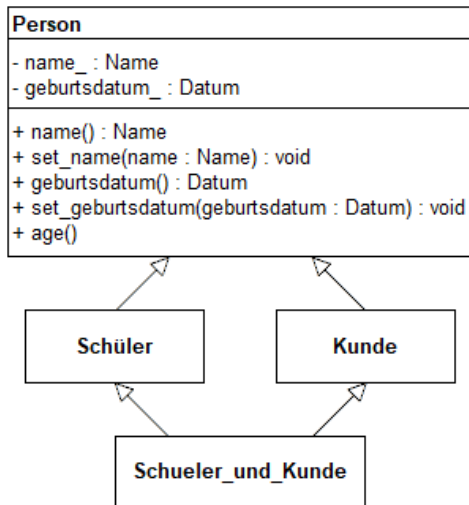 Person
- name_ : Name
- geburtsdatum_ : Datum
+ name() : Name
+ set_name(name : Name) : void
+ geburtsdatum() : Datum
+ set_geburtsdatum(geburtsdatum : Datum) : void
+ age()
Schüler
Kunde
Schueler_und_Kunde